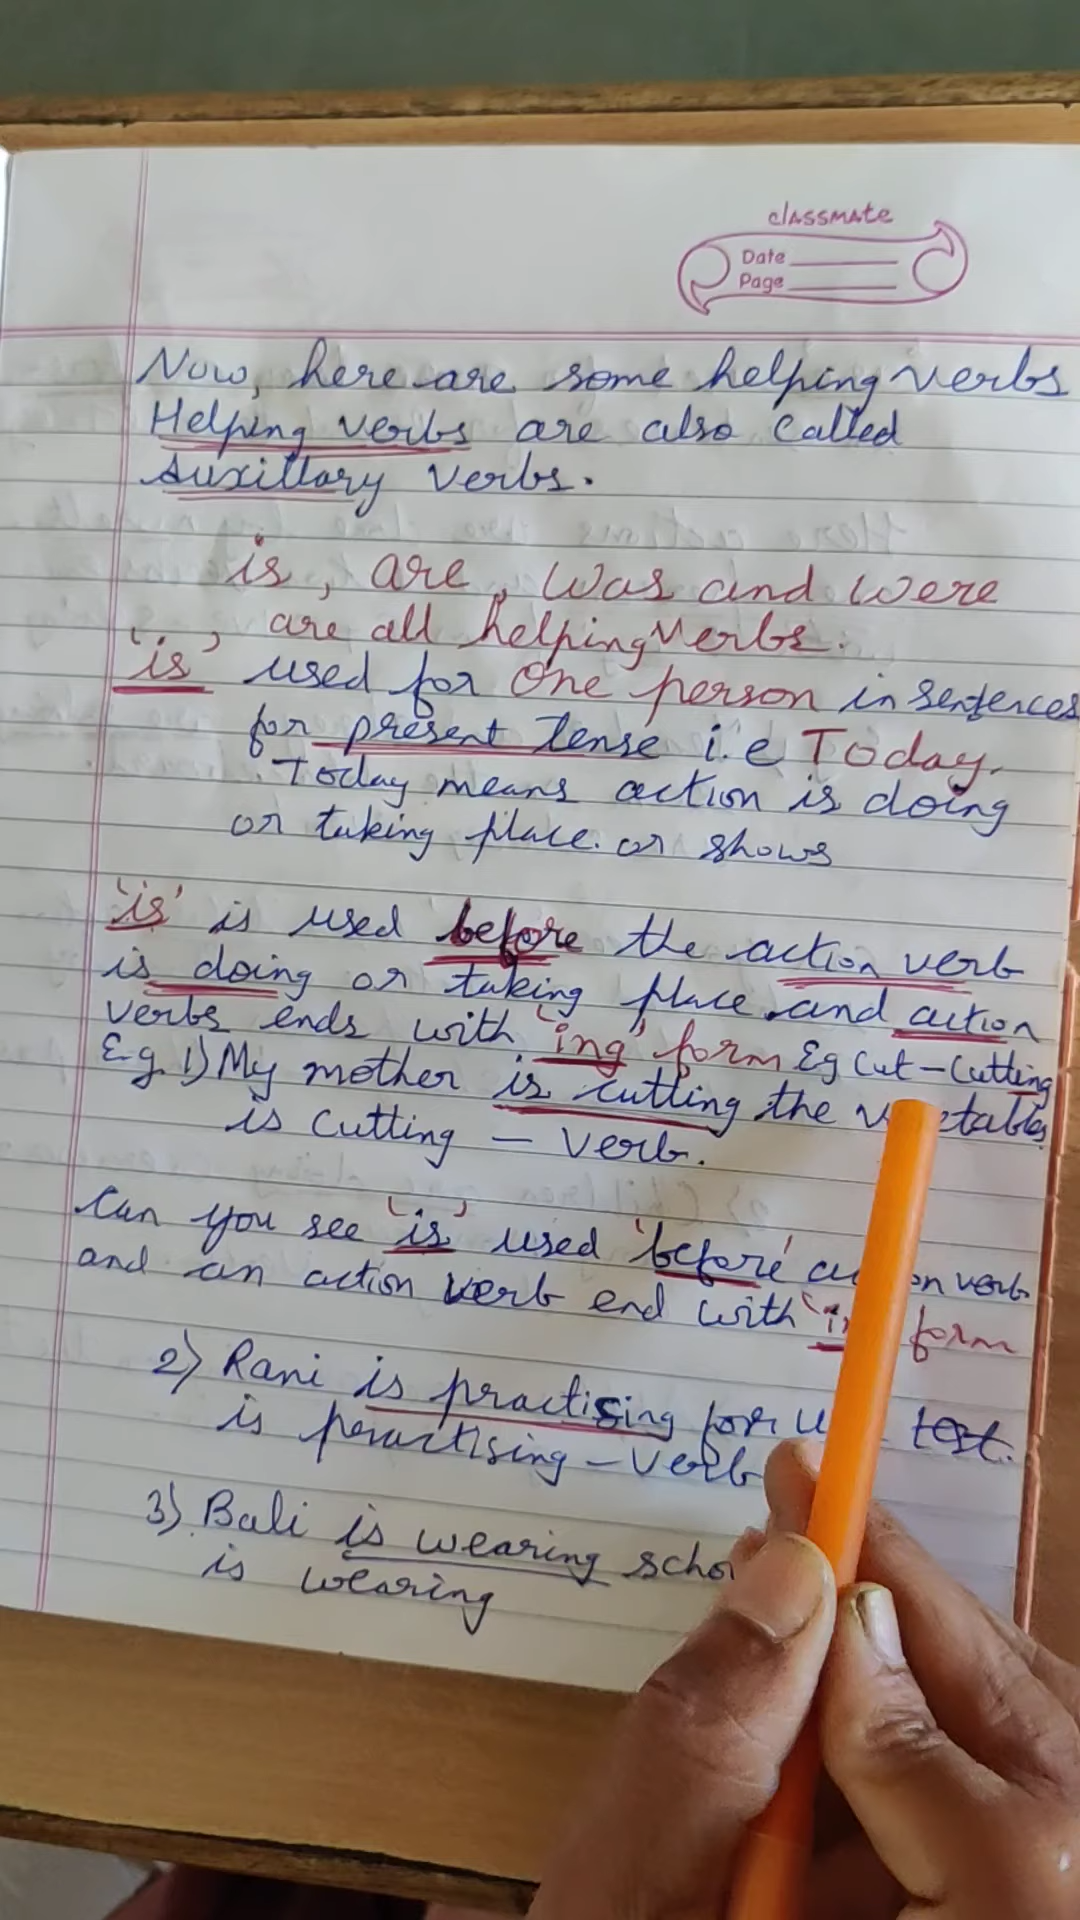 classmate
Date
Page
Now, here are some helping verbs
Helping verbs are also called
Auxillary verbs.
is, are, was and were
are all helping verbs.
'is' used for One person in sentences
for present Tense i.e Today.
Today means action is doing
or taking place. or shows
'is' is used before the action verb
is doing or taking place and action
verbs ends with 'ing' form Eg Cut - Cutting
E.g. 1) My mother is cutting the
is cutting - verb.
Can you see 'is' used 'before' verb
and an action verb end with form
2) Rani is practising for test.
is practising - Verb
3) Bali is wearing
is wearing